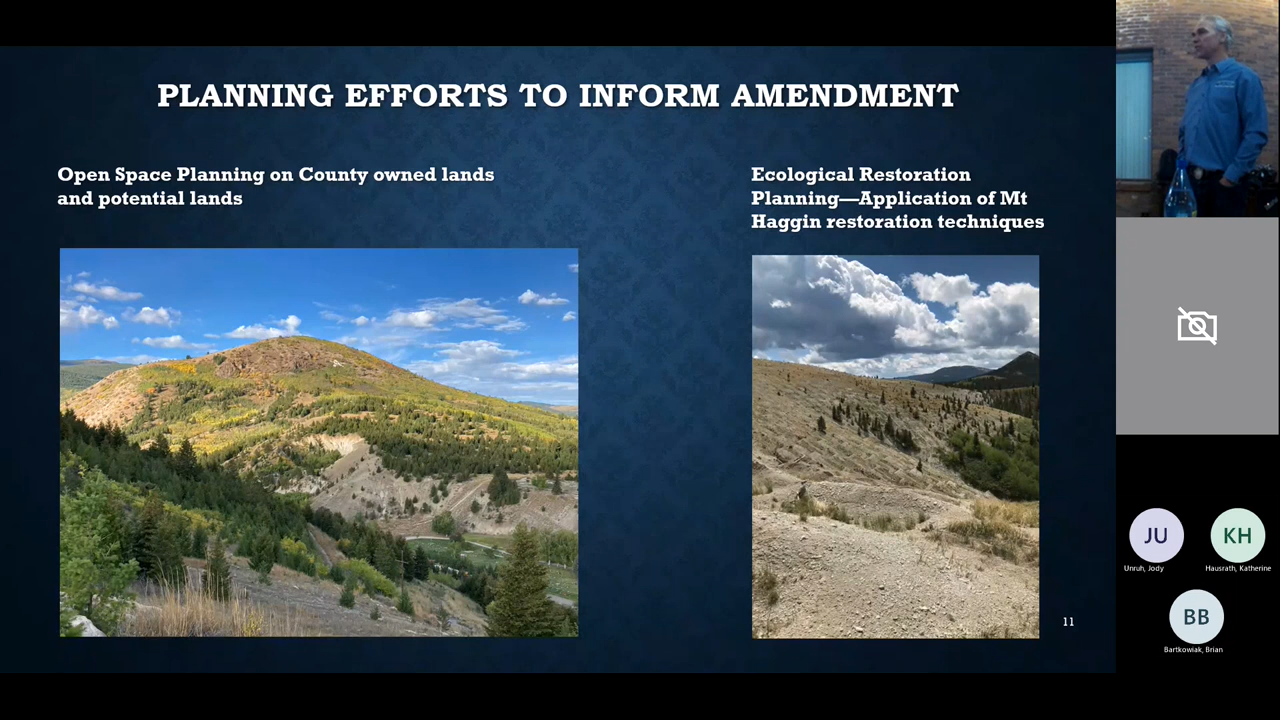 PLANNING EFFORTS TO INFORM AMENDMENT
Open Space Planning on County owned lands
and potential lands
Ecological Restoration
Planning—Application of Mt
Haggin restoration techniques
11
JU
Unruh, Jody
KH
Hausrath, Katherine
BB
Bartkowiak, Brian